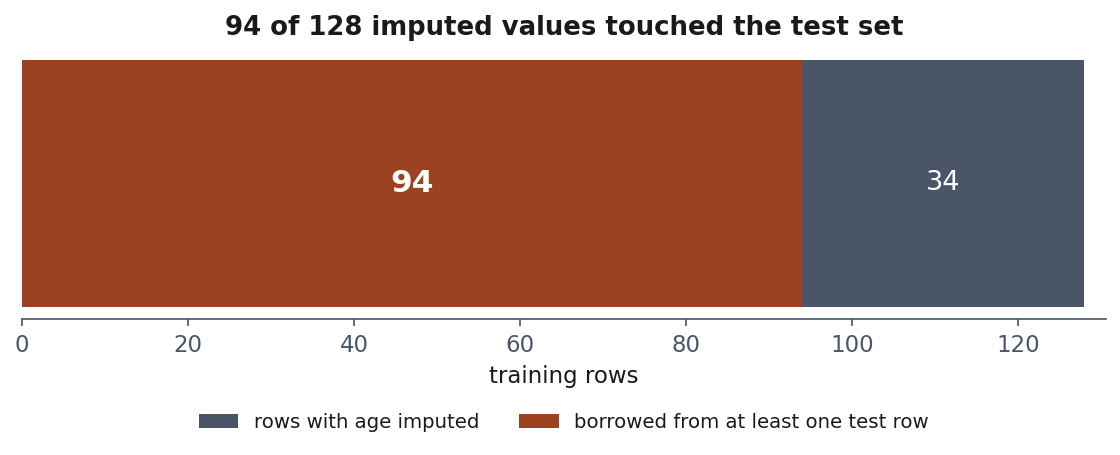 94 of 128 imputed values touched the test set
94
34
0 20 40 60 80 100 120
training rows
rows with age imputed borrowed from at least one test row